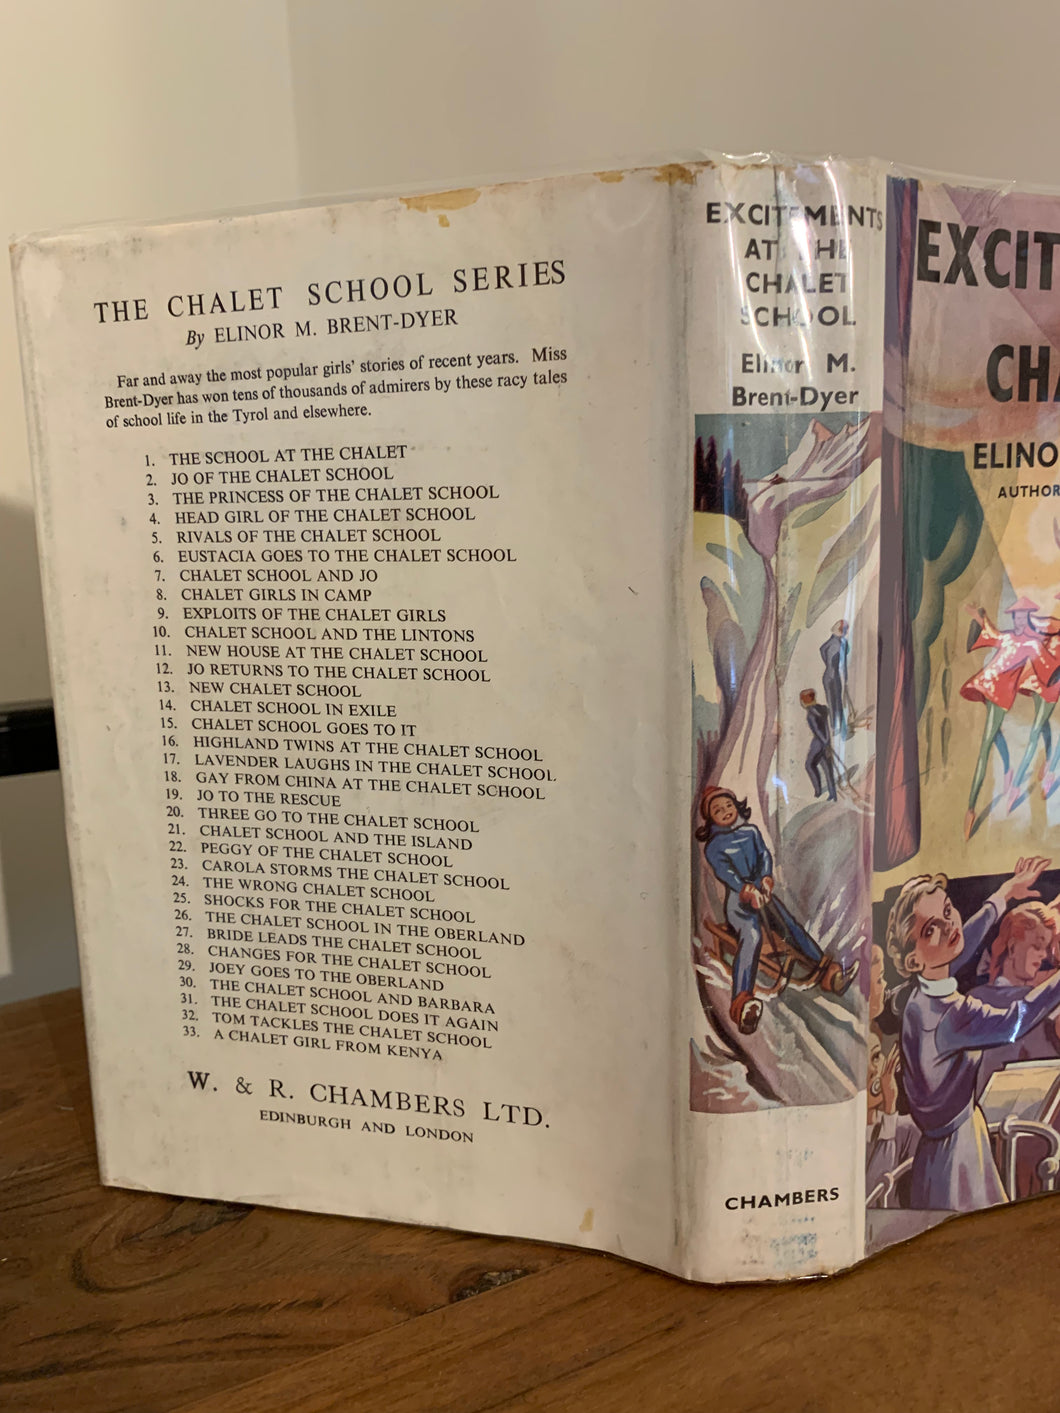 THE CHALET SCHOOL SERIES
By ELINOR M. BRENT-DYER
Far and away the most popular girls' stories of recent years. Miss
Brent-Dyer has won tens of thousands of admirers by these racy tales
of school life in the Tyrol and elsewhere.
1. THE SCHOOL AT THE CHALET
2. JO OF THE CHALET SCHOOL
3. THE PRINCESS OF THE CHALET SCHOOL
4. HEAD GIRL OF THE CHALET SCHOOL
5. RIVALS OF THE CHALET SCHOOL
6. EUSTACIA GOES TO THE CHALET SCHOOL
7. CHALET SCHOOL AND JO
8. CHALET GIRLS IN CAMP
9. EXPLOITS OF THE CHALET GIRLS
10. CHALET SCHOOL AND THE LINTONS
11. NEW HOUSE AT THE CHALET SCHOOL
12. JO RETURNS TO THE CHALET SCHOOL
13. NEW CHALET SCHOOL
14. CHALET SCHOOL IN EXILE
15. CHALET SCHOOL GOES TO IT
16. HIGHLAND TWINS AT THE CHALET SCHOOL
17. LAVENDER LAUGHS IN THE CHALET SCHOOL
18. GAY FROM CHINA AT THE CHALET SCHOOL
19. JO TO THE RESCUE
20. THREE GO TO THE CHALET SCHOOL
21. CHALET SCHOOL AND THE ISLAND
22. PEGGY OF THE CHALET SCHOOL
23. CAROLA STORMS THE CHALET SCHOOL
24. THE WRONG CHALET SCHOOL
25. SHOCKS FOR THE CHALET SCHOOL
26. THE CHALET SCHOOL IN THE OBERLAND
27. BRIDE LEADS THE CHALET SCHOOL
28. CHANGES FOR THE CHALET SCHOOL
29. JOEY GOES TO THE OBERLAND
30. THE CHALET SCHOOL AND BARBARA
31. THE CHALET SCHOOL DOES IT AGAIN
32. TOM TACKLES THE CHALET SCHOOL
33. A CHALET GIRL FROM KENYA
W. & R. CHAMBERS LTD.
EDINBURGH AND LONDON
EXCITEMENTS
AT THE
CHALET
SCHOOL
Elinor M.
Brent-Dyer
CHAMBERS
EXCIT
CHA
ELINO
AUTHOR